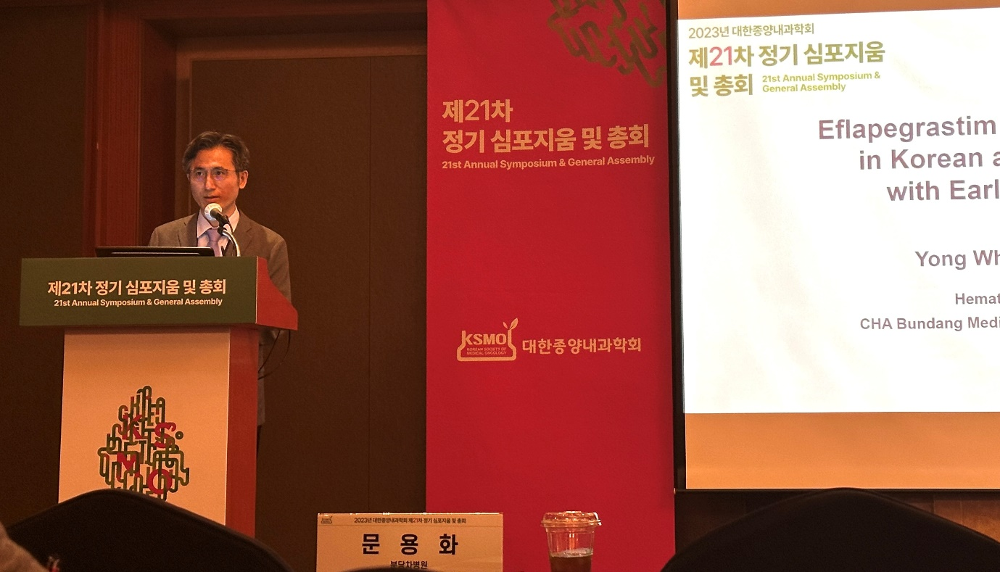 제21차 정기 심포지움 및 총회
21st Annual Symposium & General Assembly
제21차
정기 심포지움 및 총회
21st Annual Symposium & General Assembly
KSMO
KOREAN SOCIETY OF
MEDICAL ONCOLOGY
대한종양내과학회
2023년 대한종양내과학회
제21차 정기 심포지움
및 총회
21st Annual Symposium &
General Assembly
Eflapegrastim
in Korean a
with Earl
Yong Wh
Hemat
CHA Bundang Medi
KSMO
2023년 대한종양내과학회 제21차 정기 심포지움 및 총회
문 용 화
분당차병원